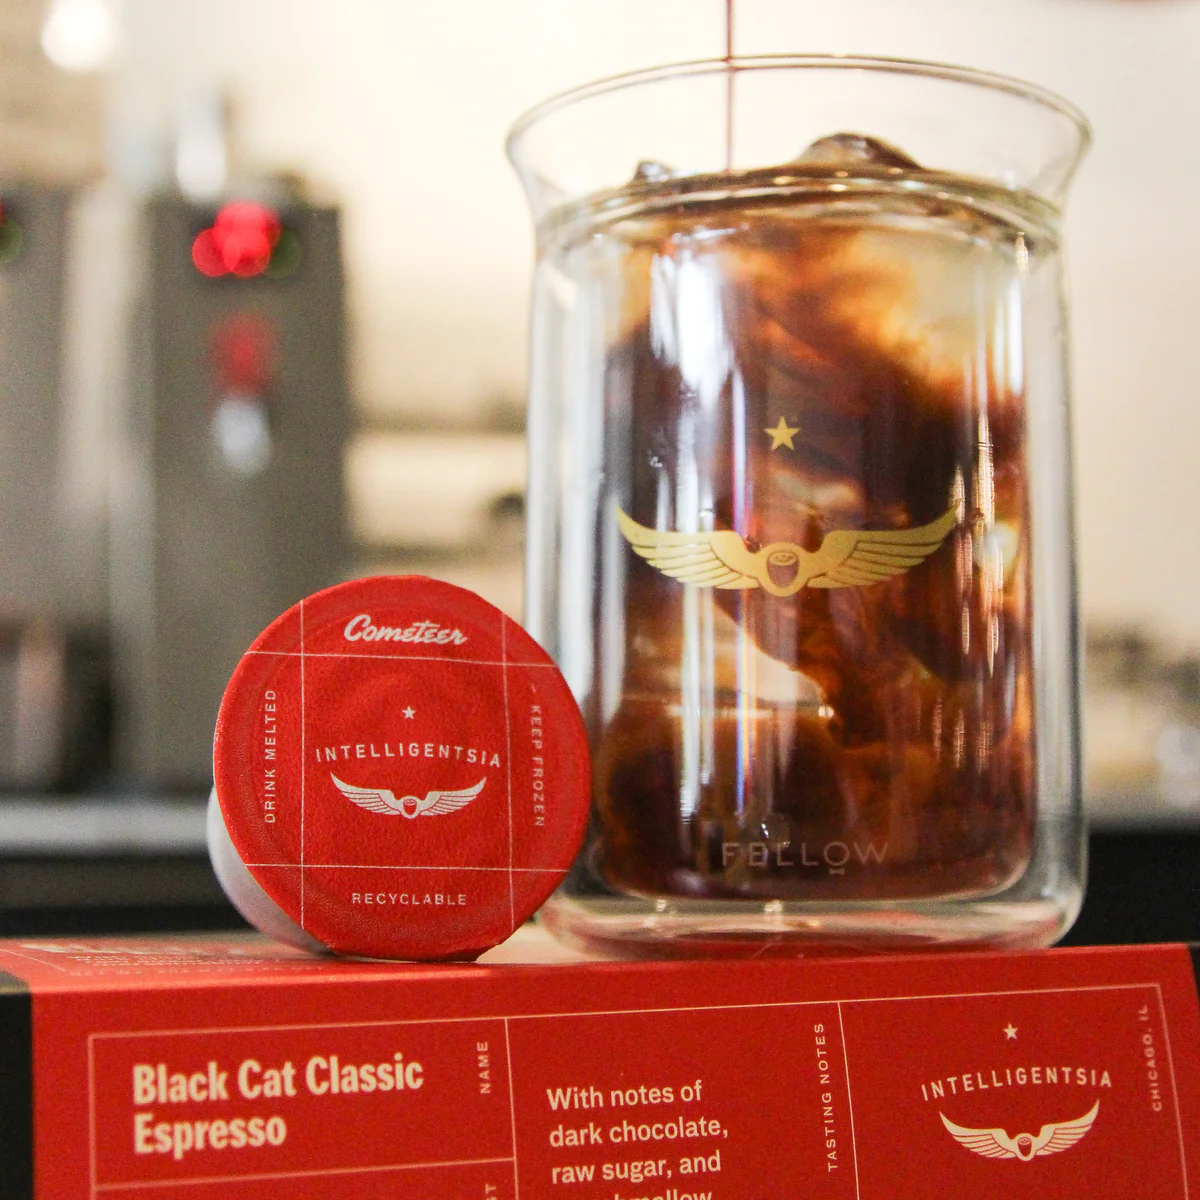 FELLOW
Cometeer
DRINK MELTED
INTELLIGENTSIA
KEEP FROZEN
RECYCLABLE
Black Cat Classic
Espresso
NAME
With notes of
dark chocolate,
raw sugar, and
TASTING NOTES
INTELLIGENTSIA
CHICAGO, IL